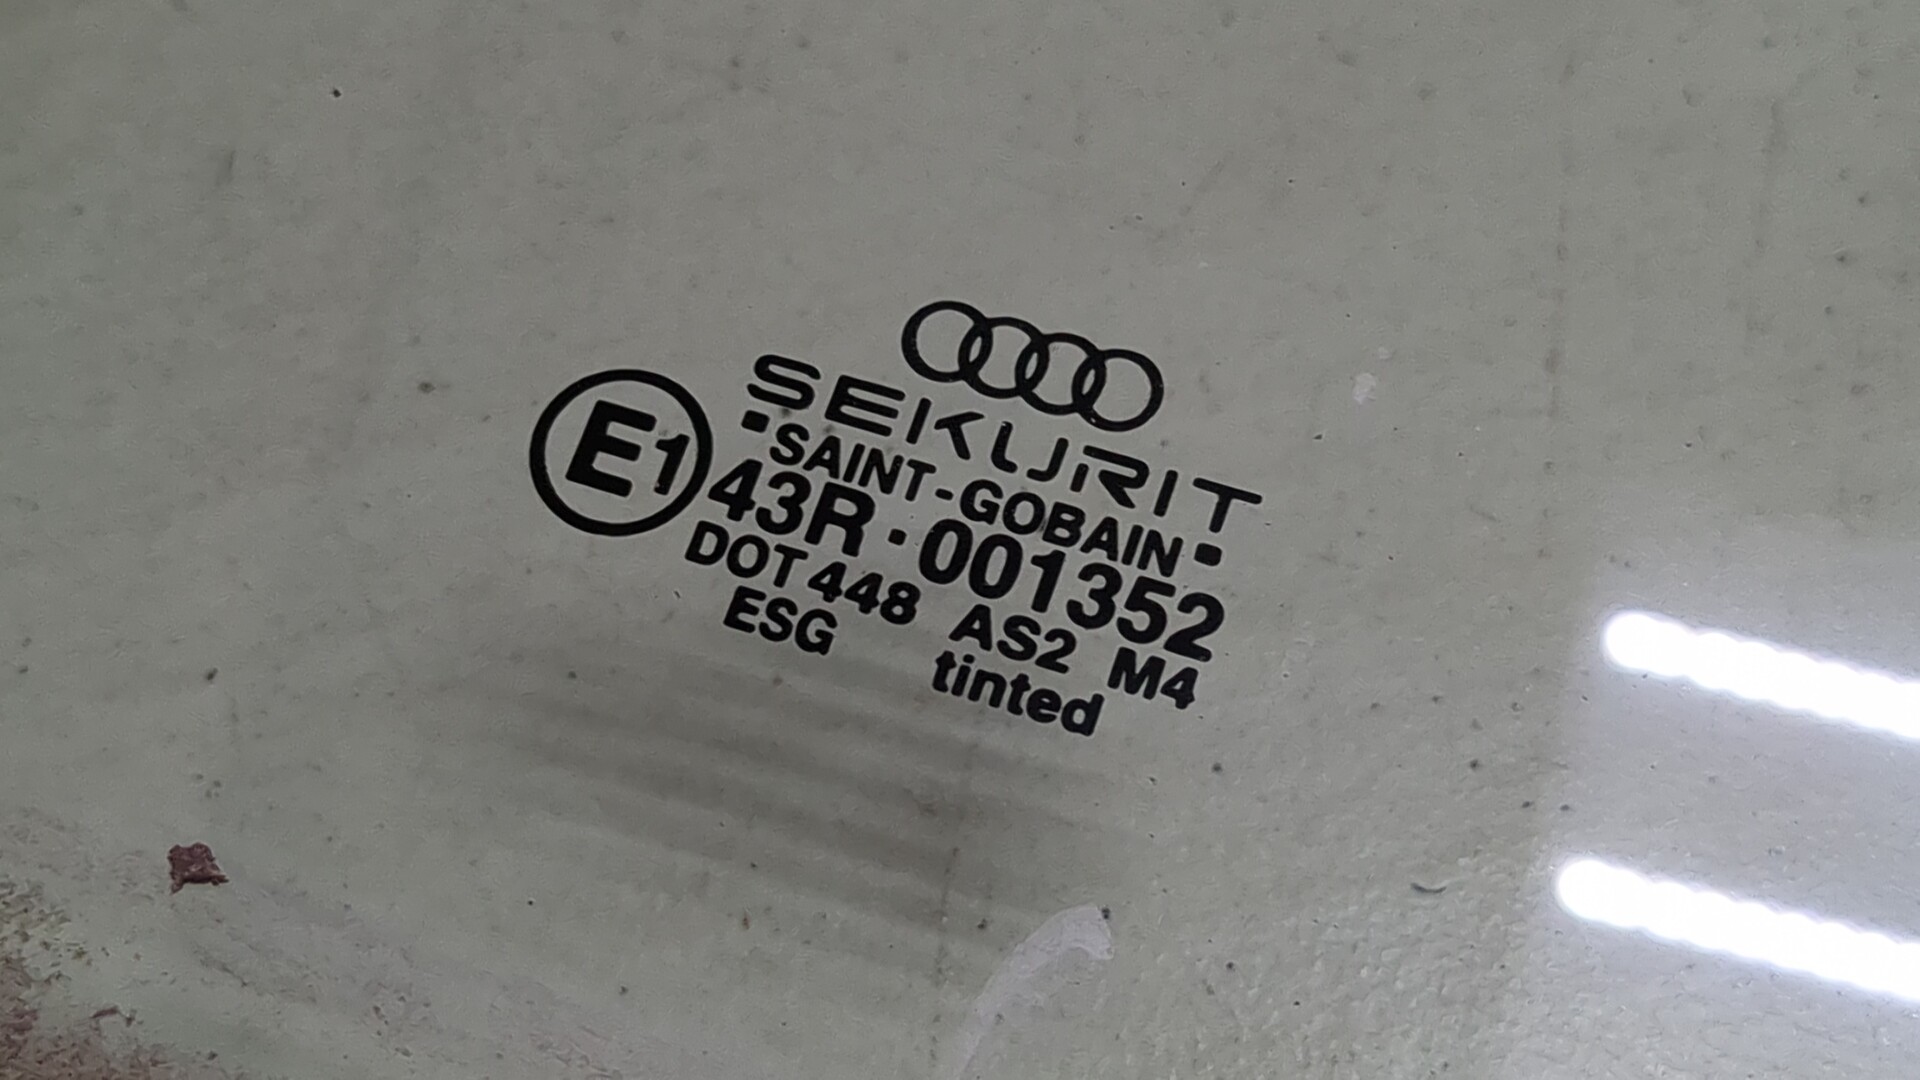 SEKURIT
SAINT-GOBAIN
E1 43R·001352
DOT 448 AS2 M4
ESG tinted